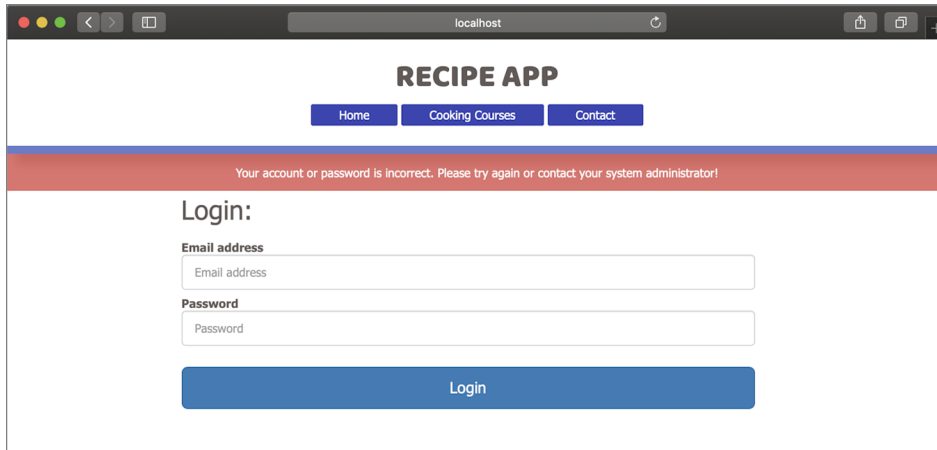 localhost
RECIPE APP
Home Cooking Courses Contact
Your account or password is incorrect. Please try again or contact your system administrator!
Login:
Email address
Email address
Password
Password
Login